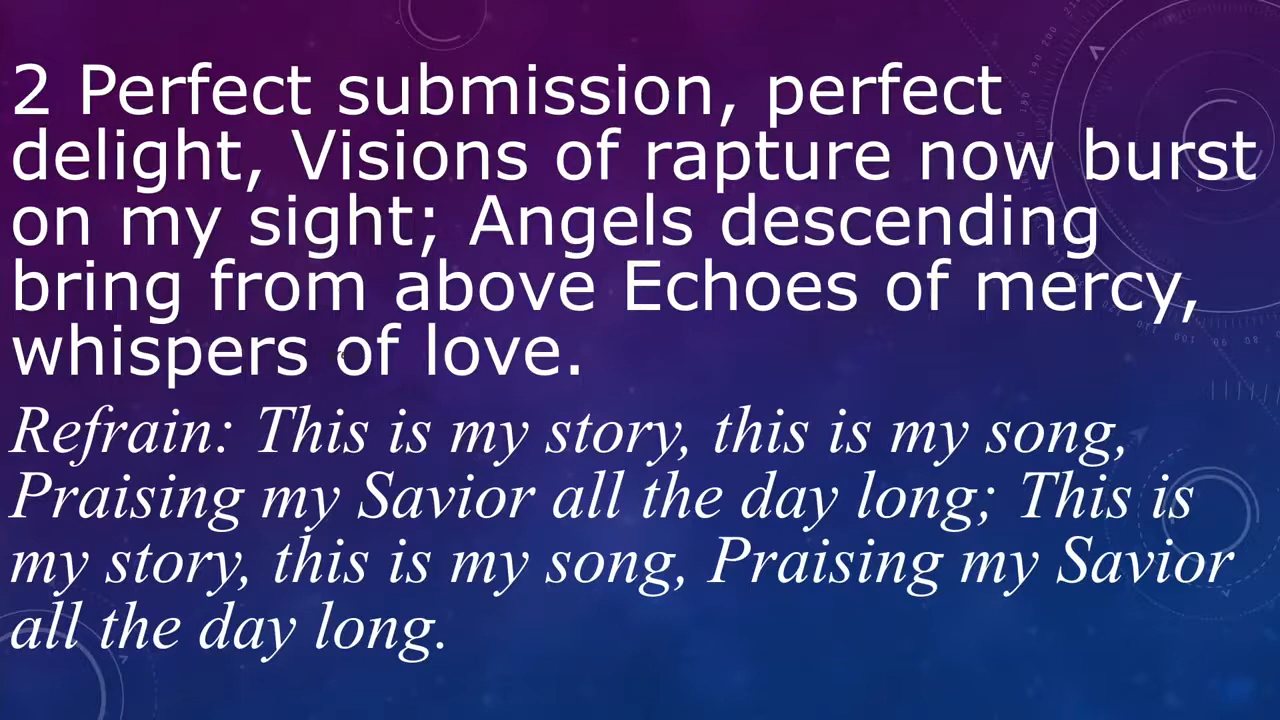 2 Perfect submission, perfect
delight, Visions of rapture now burst
on my sight; Angels descending
bring from above Echoes of mercy,
whispers of love.
Refrain: This is my story, this is my song,
Praising my Savior all the day long; This is
my story, this is my song, Praising my Savior
all the day long.